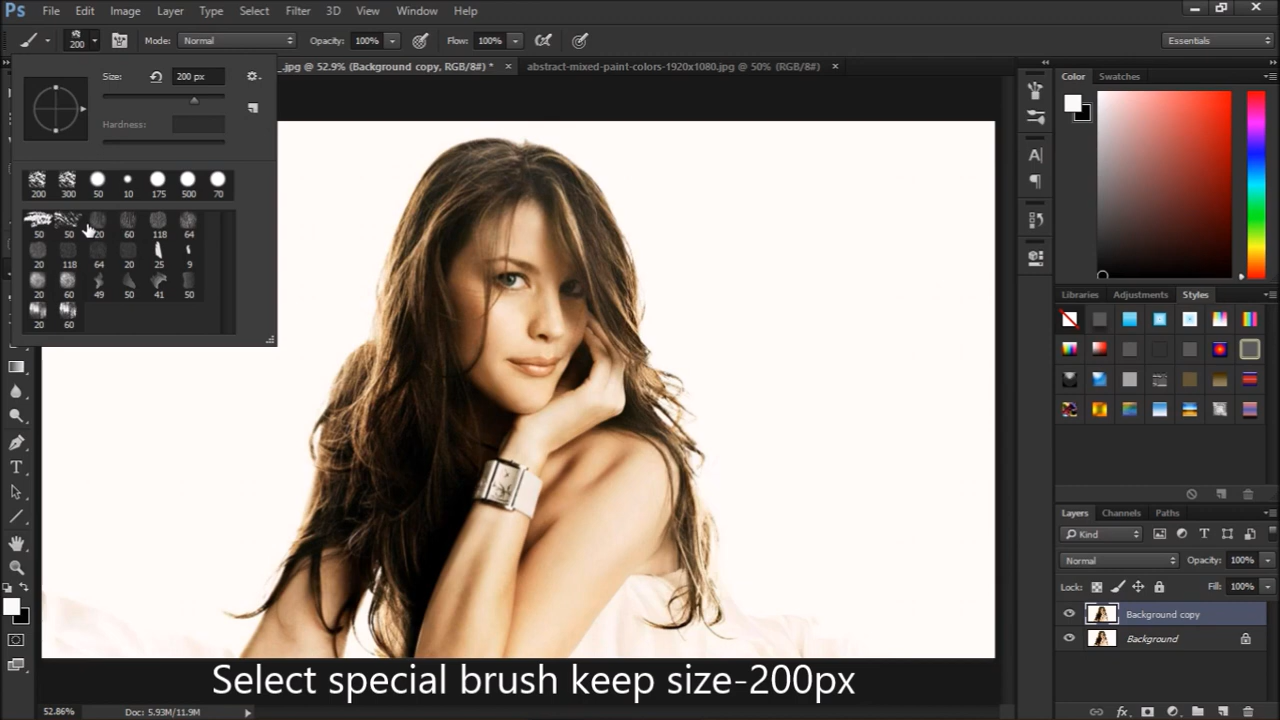 Ps File Edit Image Layer Type Select Filter 3D View Window Help
200 Mode: Normal Opacity: 100% Flow: 100% Essentials
_.jpg @ 52.9% (Background copy, RGB/8#) * × abstract-mixed-paint-colors-1920x1080.jpg @ 50% (RGB/8#) ×
Size: 200 px
Hardness:
200 300 50 10 175 500 70
50 50 20 60 118 64
20 118 64 20 25 9
20 60 49 50 41 50
20 60
Color Swatches
Libraries Adjustments Styles
Layers Channels Paths
Kind
Normal Opacity: 100%
Lock: Fill: 100%
Background copy
Background
Select special brush keep size-200px
52.86% Doc: 5.93M/11.9M